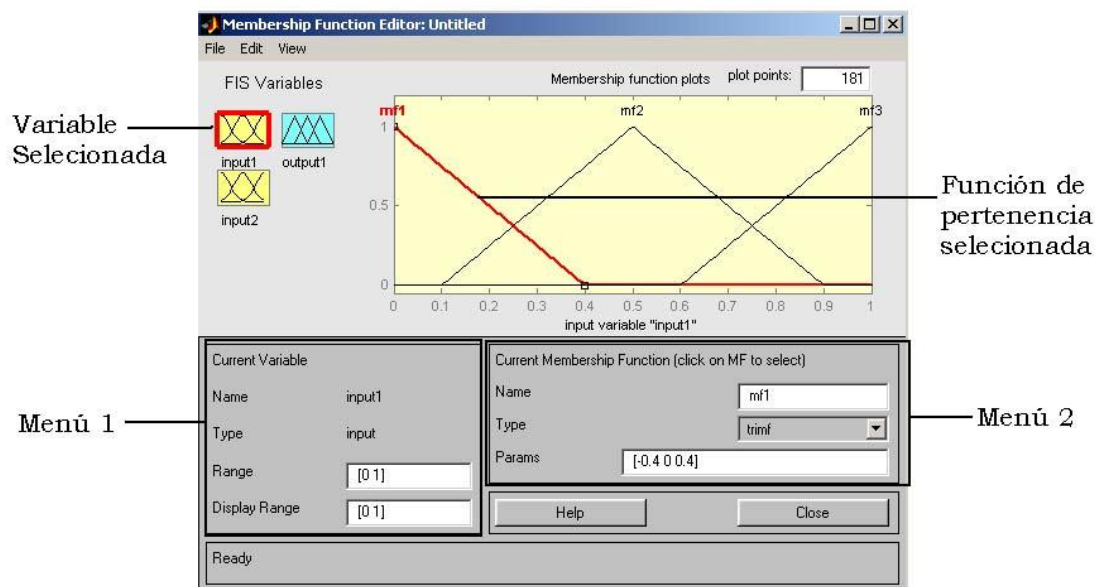 Membership Function Editor: Untitled
File Edit View
FIS Variables
Membership function plots plot points: 181
Variable
Selecionada
input1
output1
input2
mf1
mf2
mf3
1
0.5
0
0 0.1 0.2 0.3 0.4 0.5 0.6 0.7 0.8 0.9 1
input variable "input1"
Función de
pertenencia
selecionada
Menú 1
Current Variable
Name input1
Type input
Range [0 1]
Display Range [0 1]
Current Membership Function (click on MF to select)
Name mf1
Type trimf
Params [-0.4 0 0.4]
Menú 2
Help Close
Ready